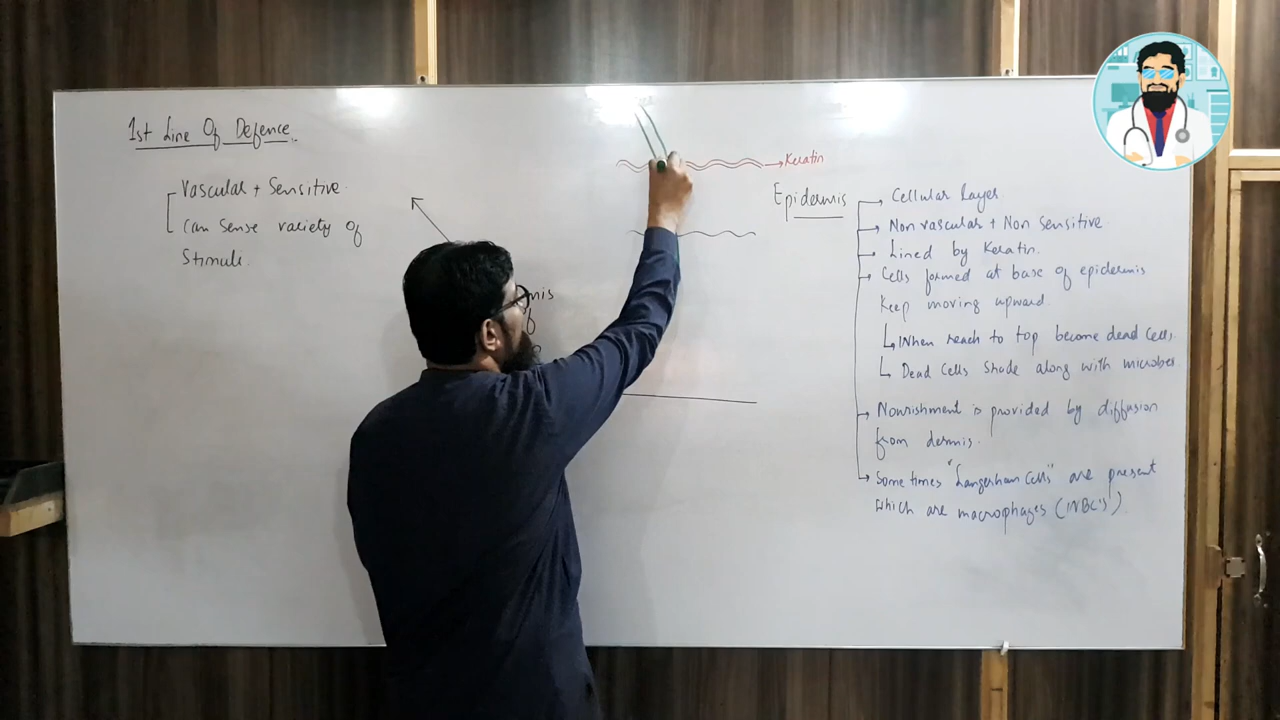 1st Line Of Defence
Vascular + Sensitive
Can Sense variety of
Stimuli.
Keratin
Epidermis
Cellular Layer
Non vascular + Non Sensitive
Lined by Keratin.
Cells formed at base of epidermis
Keep moving upward.
When reach to top become dead cells.
Dead Cells Shade along with microbes
Nourishment is provided by diffusion
from dermis.
Some times "Langerhan Cells" are present
which are macrophages (WBC's)